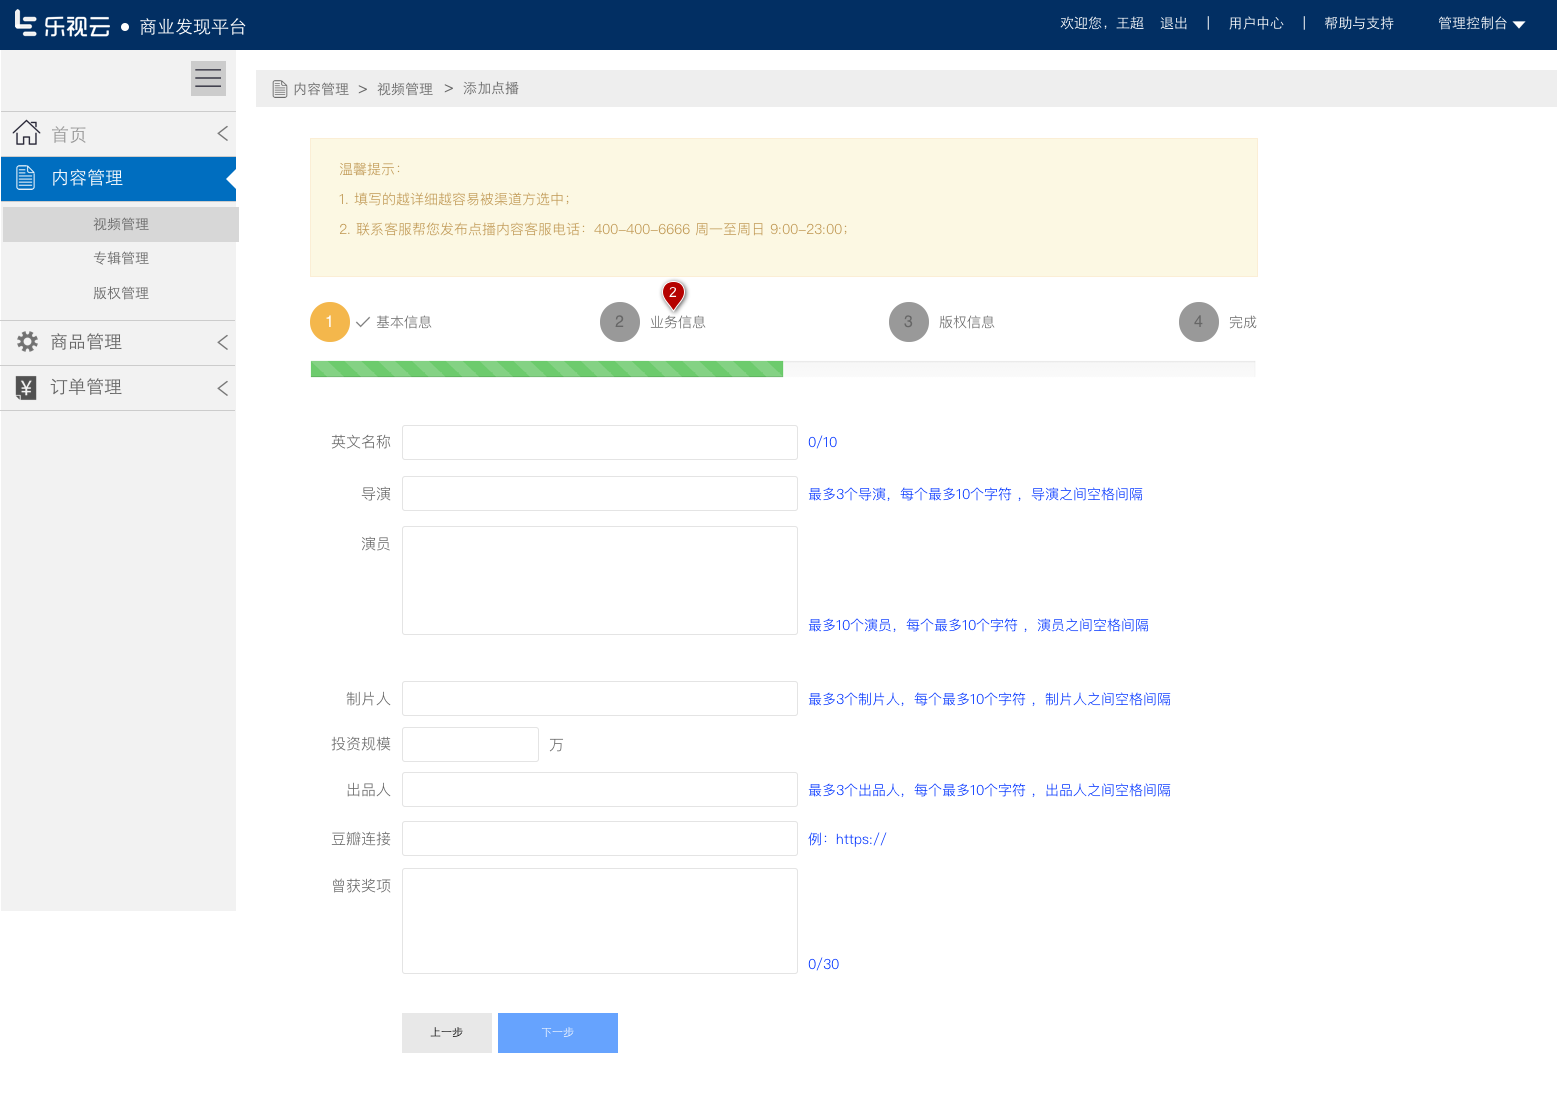 乐视云 ● 商业发现平台
欢迎您，王超 退出 | 用户中心 | 帮助与支持 管理控制台
内容管理 > 视频管理 > 添加点播
首页
内容管理
视频管理
专辑管理
版权管理
商品管理
订单管理
温馨提示：
1. 填写的越详细越容易被渠道方选中；
2. 联系客服帮您发布点播内容客服电话：400-400-6666 周一至周日 9:00-23:00；
2
1 基本信息 2 业务信息 3 版权信息 4 完成
英文名称 0/10
导演 最多3个导演，每个最多10个字符 ，导演之间空格间隔
演员
最多10个演员，每个最多10个字符 ，演员之间空格间隔
制片人 最多3个制片人，每个最多10个字符 ，制片人之间空格间隔
投资规模 万
出品人 最多3个出品人，每个最多10个字符 ，出品人之间空格间隔
豆瓣连接 例：https://
曾获奖项
0/30
上一步 下一步